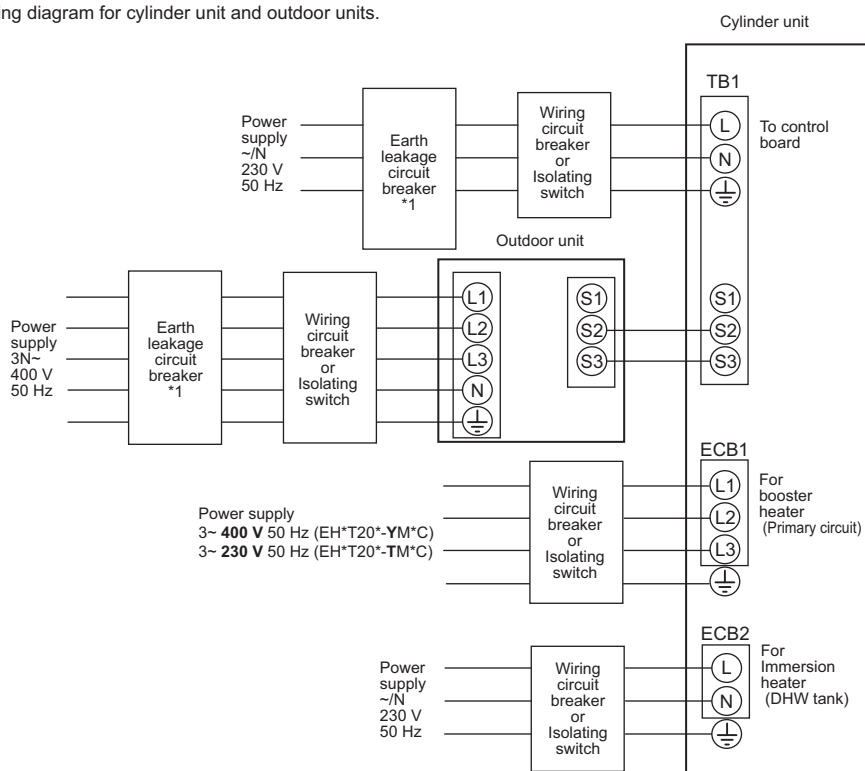 ing diagram for cylinder unit and outdoor units.
Cylinder unit
TB1
Power
supply
~/N
230 V
50 Hz
Earth
leakage
circuit
breaker
*1
Wiring
circuit
breaker
or
Isolating
switch
L
N
To control
board
Outdoor unit
Power
supply
3N~
400 V
50 Hz
Earth
leakage
circuit
breaker
*1
Wiring
circuit
breaker
or
Isolating
switch
L1
L2
L3
N
S1
S2
S3
S1
S2
S3
ECB1
Power supply
3~ 400 V 50 Hz (EH*T20*-YM*C)
3~ 230 V 50 Hz (EH*T20*-TM*C)
Wiring
circuit
breaker
or
Isolating
switch
L1
L2
L3
For
booster
heater
(Primary circuit)
ECB2
Power
supply
~/N
230 V
50 Hz
Wiring
circuit
breaker
or
Isolating
switch
L
N
For
Immersion
heater
(DHW tank)